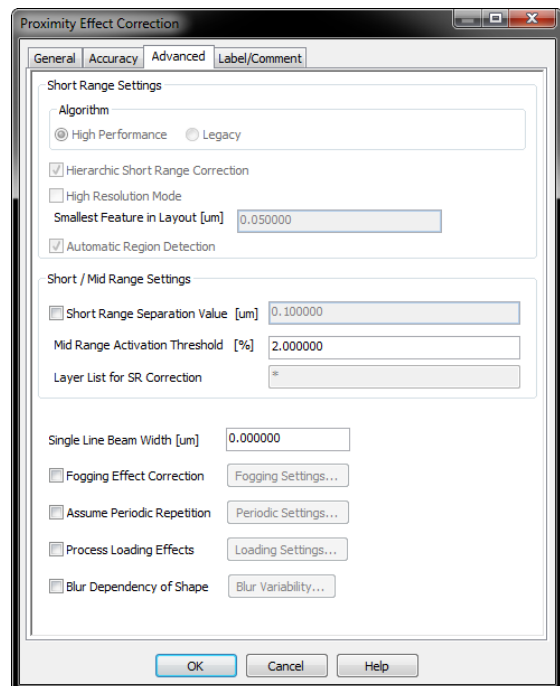 Proximity Effect Correction
General Accuracy Advanced Label/Comment
Short Range Settings
Algorithm
High Performance Legacy
Hierarchic Short Range Correction
High Resolution Mode
Smallest Feature in Layout [um] 0.050000
Automatic Region Detection
Short / Mid Range Settings
Short Range Separation Value [um] 0.100000
Mid Range Activation Threshold [%] 2.000000
Layer List for SR Correction *
Single Line Beam Width [um] 0.000000
Fogging Effect Correction Fogging Settings...
Assume Periodic Repetition Periodic Settings...
Process Loading Effects Loading Settings...
Blur Dependency of Shape Blur Variability...
OK Cancel Help